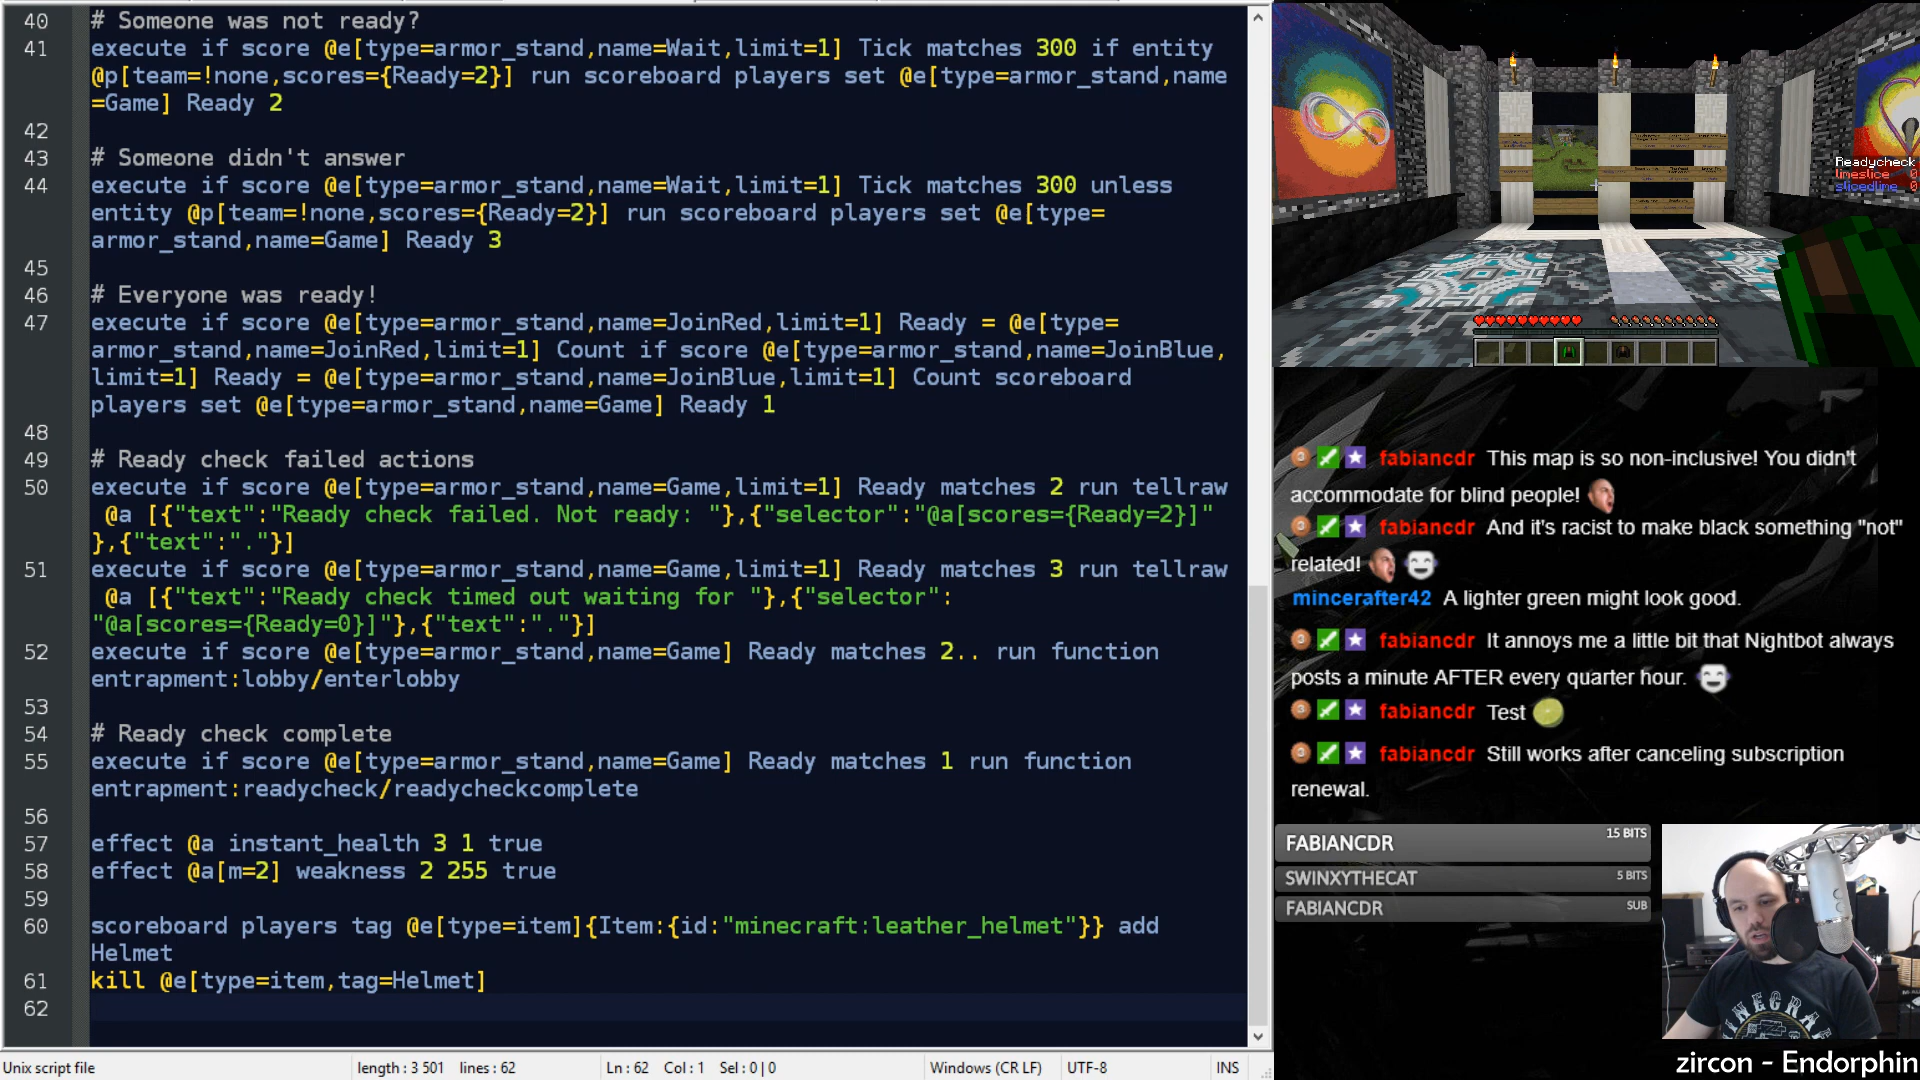 40 # Someone was not ready?
41 execute if score @e[type=armor_stand,name=Wait,limit=1] Tick matches 300 if entity
@p[team=!none,scores={Ready=2}] run scoreboard players set @e[type=armor_stand,name
=Game] Ready 2
42
43 # Someone didn't answer
44 execute if score @e[type=armor_stand,name=Wait,limit=1] Tick matches 300 unless
entity @p[team=!none,scores={Ready=2}] run scoreboard players set @e[type=
armor_stand,name=Game] Ready 3
45
46 # Everyone was ready!
47 execute if score @e[type=armor_stand,name=JoinRed,limit=1] Ready = @e[type=
armor_stand,name=JoinRed,limit=1] Count if score @e[type=armor_stand,name=JoinBlue,
limit=1] Ready = @e[type=armor_stand,name=JoinBlue,limit=1] Count scoreboard
players set @e[type=armor_stand,name=Game] Ready 1
48
49 # Ready check failed actions
50 execute if score @e[type=armor_stand,name=Game,limit=1] Ready matches 2 run tellraw
@a [{"text":"Ready check failed. Not ready: "},{"selector":"@a[scores={Ready=2}]"
},{"text":"."}]
51 execute if score @e[type=armor_stand,name=Game,limit=1] Ready matches 3 run tellraw
@a [{"text":"Ready check timed out waiting for "},{"selector":
"@a[scores={Ready=0}]"},{"text":"."}]
52 execute if score @e[type=armor_stand,name=Game] Ready matches 2.. run function
entrapment:lobby/enterlobby
53
54 # Ready check complete
55 execute if score @e[type=armor_stand,name=Game] Ready matches 1 run function
entrapment:readycheck/readycheckcomplete
56
57 effect @a instant_health 3 1 true
58 effect @a[m=2] weakness 2 255 true
59
60 scoreboard players tag @e[type=item]{Item:{id:"minecraft:leather_helmet"}} add
Helmet
61 kill @e[type=item,tag=Helmet]
62
Unix script file length : 3 501 lines : 62 Ln : 62 Col : 1 Sel : 0 | 0 Windows (CR LF) UTF-8 INS
Readycheck
limeslice 0
slicedlime 0
fabiancdr This map is so non-inclusive! You didn't
accommodate for blind people!
fabiancdr And it's racist to make black something "not"
related!
mincerafter42 A lighter green might look good.
fabiancdr It annoys me a little bit that Nightbot always
posts a minute AFTER every quarter hour.
fabiancdr Test
fabiancdr Still works after canceling subscription
renewal.
FABIANCDR 15 BITS
SWINXYTHECAT 5 BITS
FABIANCDR SUB
zircon - Endorphin